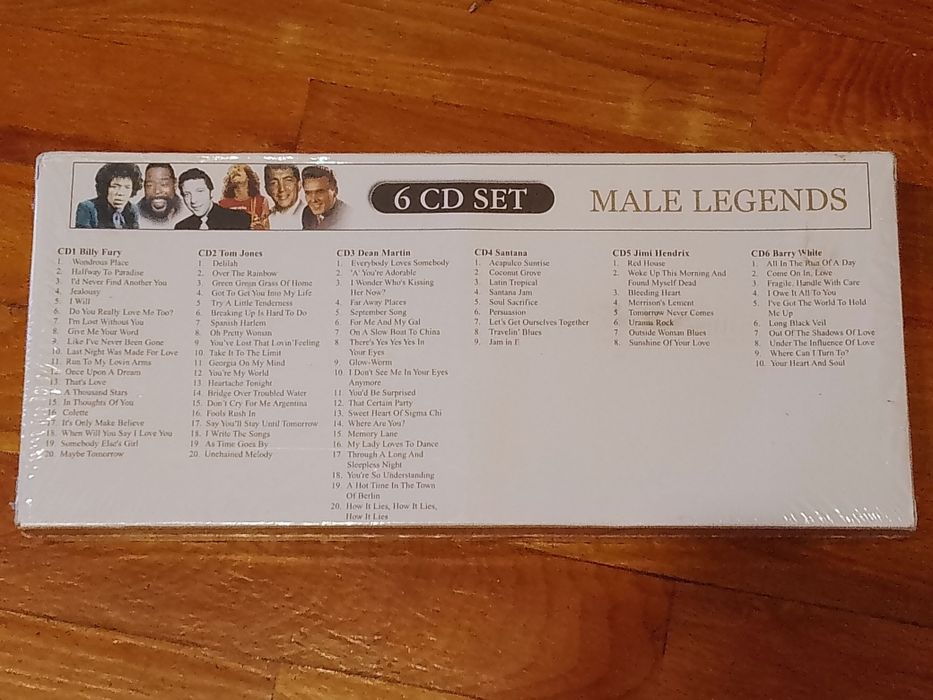 6 CD SET
MALE LEGENDS
CD1 Billy Fury
1. Wondrous Place
2. Halfway To Paradise
3. I'd Never Find Another You
4. Jealousy
5. I Will
6. Do You Really Love Me Too?
7. I'm Lost Without You
8. Give Me Your Word
9. Like I've Never Been Gone
10. Last Night Was Made For Love
11. Run To My Lovin Arms
12. Once Upon A Dream
13. That's Love
A Thousand Stars
15. In Thoughts Of You
16 Colette
17. It's Only Make Believe
18. When Will You Say I Love You
19. Somebody Else's Girl
20. Maybe Tomorrow
CD2 Tom Jones
1. Delilah
2. Over The Rainbow
3. Green Green Grass Of Home
4. Got To Get You Into My Life
5 Try A Little Tenderness
6. Breaking Up Is Hard To Do
7. Spanish Harlem
8. Oh Pretty Woman
9. You've Lost That Lovin' Feeling
10. Take It To The Limit
11. Georgia On My Mind
12. You're My World
13. Heartache Tonight
14. Bridge Over Troubled Water
15. Don't Cry For Me Argentina
16. Fools Rush In
17. Say You'll Stay Until Tomorrow
18. I Write The Songs
19. As Time Goes By
20. Unchained Melody
CD3 Dean Martin
1. Everybody Loves Somebody
2. 'A' You're Adorable
3. I Wonder Who's Kissing
Her Now?
4. Far Away Places
5. September Song
6. For Me And My Gal
7. On A Slow Boat To China
8. There's Yes Yes Yes In
Your Eyes
9. Glow-Worm
10. I Don't See Me In Your Eyes
Anymore
11. You'd Be Surprised
12. That Certain Party
13. Sweet Heart Of Sigma Chi
14. Where Are You?
15. Memory Lane
16. My Lady Loves To Dance
17. Through A Long And
Sleepless Night
18. You're So Understanding
19. A Hot Time In The Town
Of Berlin
20. How It Lies, How It Lies,
How It Lies
CD4 Santana
1. Acapulco Sunrise
2. Coconut Grove
3. Latin Tropical
4. Santana Jam
5. Soul Sacrifice
6. Persuasion
7. Let's Get Ourselves Together
8 Travelin' Blues
9. Jam in E
CD5 Jimi Hendrix
1. Red House
2. Woke Up This Morning And
Found Myself Dead
3. Bleeding Heart
4. Morrison's Lement
5 Tomorrow Never Comes
6. Uranus Rock
7. Outside Woman Blues
8. Sunshine Of Your Love
CD6 Barry White
1. All In The Run Of A Day
2. Come On In, Love
3. Fragile, Handle With Care
4. I Owe It All To You
5. I've Got The World To Hold
Me Up
6. Long Black Veil
7. Out Of The Shadows Of Love
8. Under The Influence Of Love
9. Where Can I Turn To?
10. Your Heart And Soul